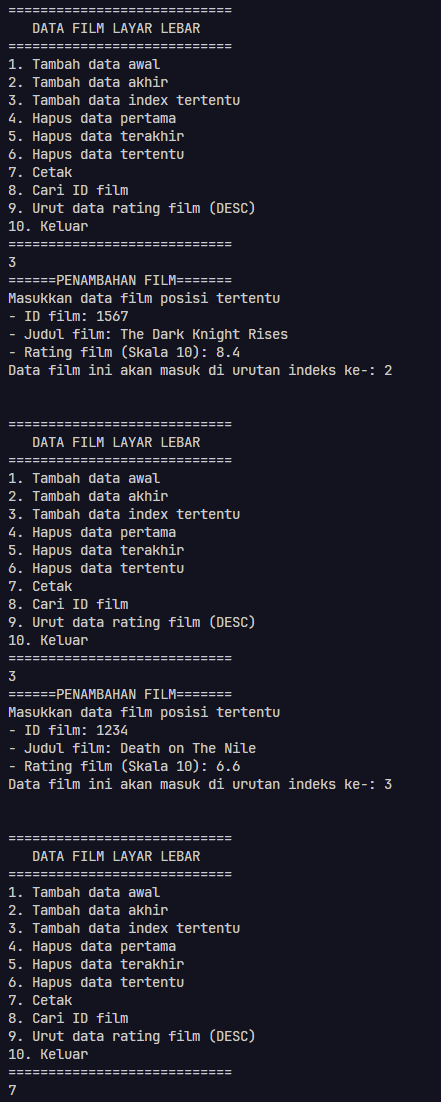 ============================
   DATA FILM LAYAR LEBAR
============================
1. Tambah data awal
2. Tambah data akhir
3. Tambah data index tertentu
4. Hapus data pertama
5. Hapus data terakhir
6. Hapus data tertentu
7. Cetak
8. Cari ID film
9. Urut data rating film (DESC)
10. Keluar
============================
3
======PENAMBAHAN FILM=======
Masukkan data film posisi tertentu
- ID film: 1567
- Judul film: The Dark Knight Rises
- Rating film (Skala 10): 8.4
Data film ini akan masuk di urutan indeks ke-: 2

============================
   DATA FILM LAYAR LEBAR
============================
1. Tambah data awal
2. Tambah data akhir
3. Tambah data index tertentu
4. Hapus data pertama
5. Hapus data terakhir
6. Hapus data tertentu
7. Cetak
8. Cari ID film
9. Urut data rating film (DESC)
10. Keluar
============================
3
======PENAMBAHAN FILM=======
Masukkan data film posisi tertentu
- ID film: 1234
- Judul film: Death on The Nile
- Rating film (Skala 10): 6.6
Data film ini akan masuk di urutan indeks ke-: 3

============================
   DATA FILM LAYAR LEBAR
============================
1. Tambah data awal
2. Tambah data akhir
3. Tambah data index tertentu
4. Hapus data pertama
5. Hapus data terakhir
6. Hapus data tertentu
7. Cetak
8. Cari ID film
9. Urut data rating film (DESC)
10. Keluar
============================
7